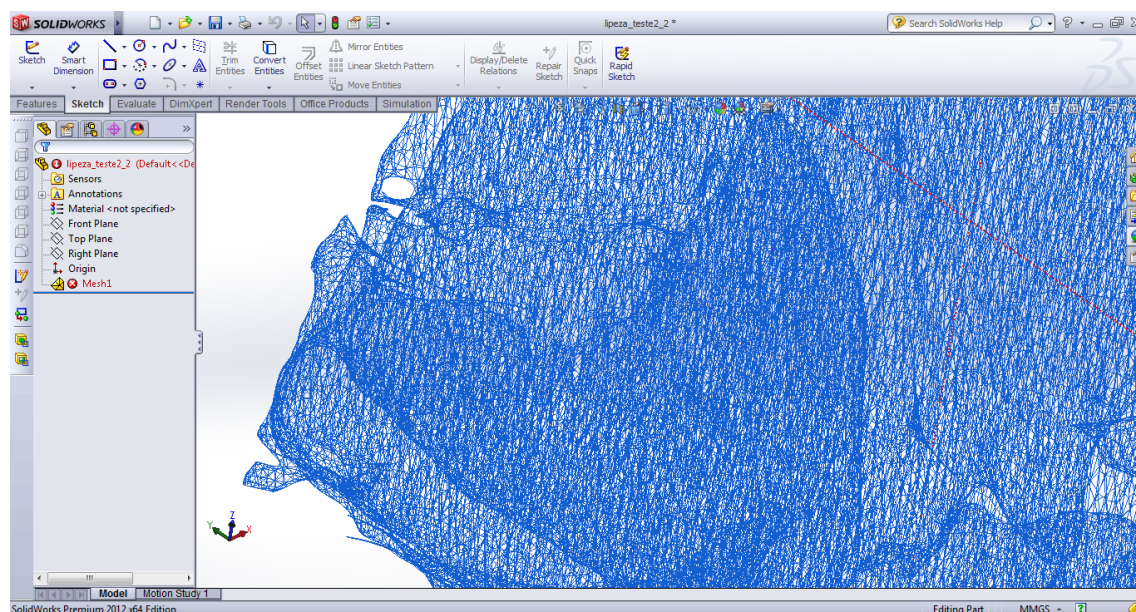 SOLIDWORKS
lipeza_teste2_2 *
Search SolidWorks Help
Sketch
Smart Dimension
Trim Entities
Convert Entities
Offset Entities
Mirror Entities
Linear Sketch Pattern
Move Entities
Display/Delete Relations
Repair Sketch
Quick Snaps
Rapid Sketch
Features Sketch Evaluate DimXpert Render Tools Office Products Simulation
lipeza_teste2_2 (Default<<De
Sensors
Annotations
Material <not specified>
Front Plane
Top Plane
Right Plane
Origin
Mesh1
Z
Y
X
Model Motion Study 1
SolidWorks Premium 2012 x64 Edition
Editing Part
MMGS